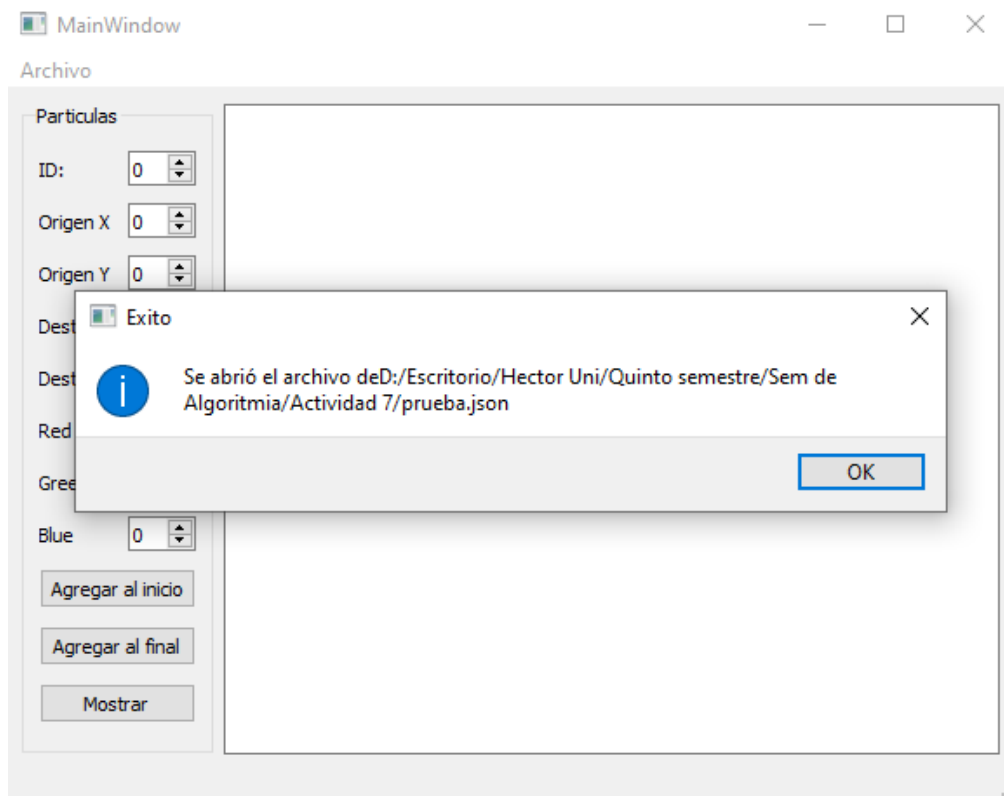 MainWindow
Archivo
Particulas
ID: 0
Origen X 0
Origen Y 0
Dest
Dest
Red
Gree
Blue 0
Agregar al inicio
Agregar al final
Mostrar
Exito
Se abrió el archivo deD:/Escritorio/Hector Uni/Quinto semestre/Sem de
Algoritmia/Actividad 7/prueba.json
OK